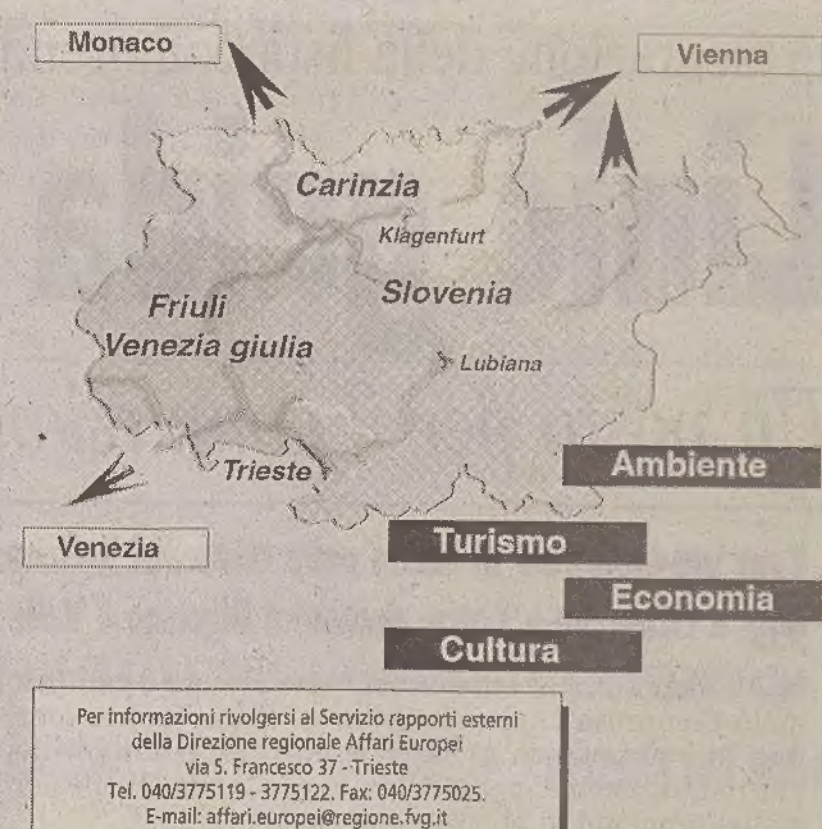 Monaco
Vienna
Carinzia
Klagenfurt
Slovenia
Friuli
Venezia giulia
Lubiana
Trieste
Venezia
Ambiente
Turismo
Economia
Cultura
Per informazioni rivolgersi al Servizio rapporti esterni
della Direzione regionale Affari Europei
via S. Francesco 37 - Trieste
Tel. 040/3775119 - 3775122. Fax: 040/3775025.
E-mail: affari.europei@regione.fvg.it